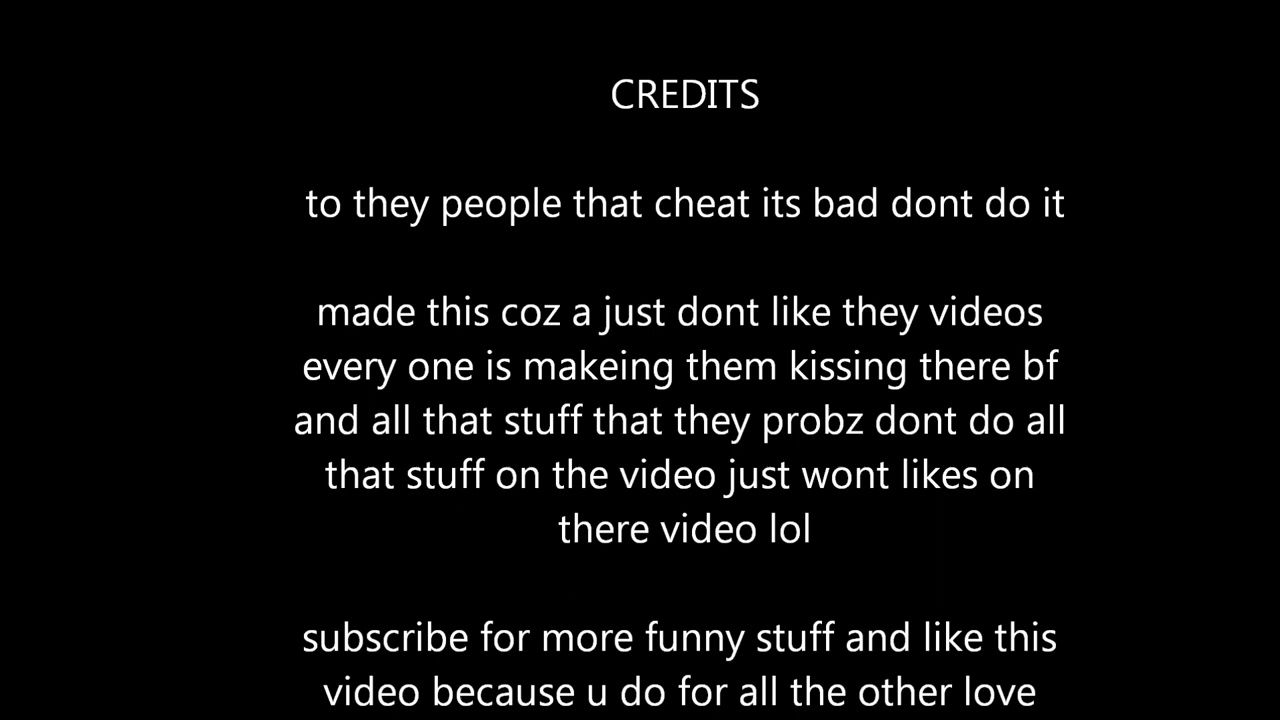 CREDITS
to they people that cheat its bad dont do it
made this coz a just dont like they videos
every one is makeing them kissing there bf
and all that stuff that they probz dont do all
that stuff on the video just wont likes on
there video lol
subscribe for more funny stuff and like this
video because u do for all the other love